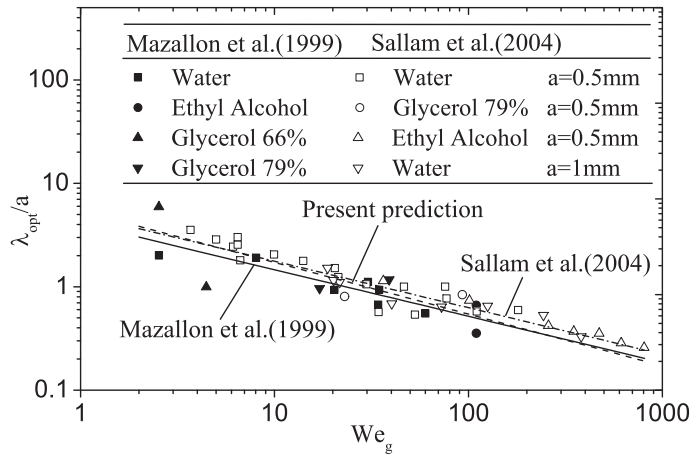 Mazallon et al.(1999) Sallam et al.(2004)
Water Water a=0.5mm
Ethyl Alcohol Glycerol 79% a=0.5mm
Glycerol 66% Ethyl Alcohol a=0.5mm
Glycerol 79% Water a=1mm
100
10
1
0.1
λopt/a
Present prediction
Sallam et al.(2004)
Mazallon et al.(1999)
1 10 100 1000
Weg